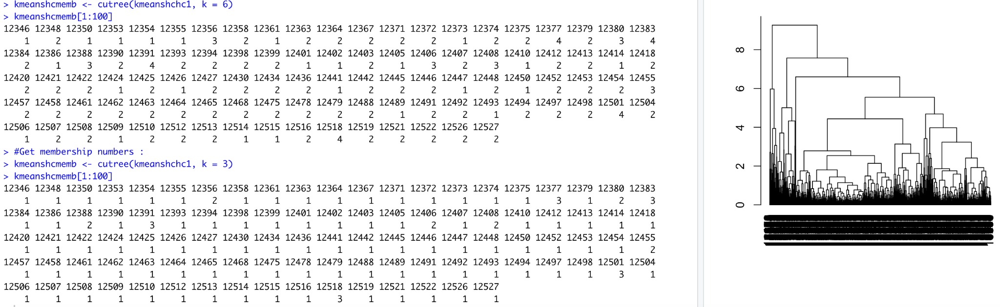 > kmeanshcmemb <- cutree(kmeanshchc1, k = 6)
> kmeanshcmemb[1:100]
12346 12348 12350 12353 12354 12355 12356 12358 12361 12363 12364 12367 12371 12372 12373 12374 12375 12377 12379 12380 12383
1 2 1 1 1 1 3 2 1 2 2 2 2 2 1 2 2 4 2 3 4
12384 12386 12388 12390 12391 12393 12394 12398 12399 12401 12402 12403 12405 12406 12407 12408 12410 12412 12413 12414 12418
2 1 3 2 4 2 2 2 2 1 1 2 1 3 2 3 1 2 2 1 2
12420 12421 12422 12424 12425 12426 12427 12430 12434 12436 12441 12442 12445 12446 12447 12448 12450 12452 12453 12454 12455
2 2 2 1 2 1 2 2 2 2 1 2 2 2 1 2 1 2 2 2 3
12457 12458 12461 12462 12463 12464 12465 12468 12475 12478 12479 12488 12489 12491 12492 12493 12494 12497 12498 12501 12504
2 2 2 2 2 2 2 2 2 2 2 2 1 2 2 1 2 2 2 4 2
12506 12507 12508 12509 12510 12512 12513 12514 12515 12516 12518 12519 12521 12522 12526 12527
1 2 2 1 2 2 2 1 1 2 4 2 2 2 2 2
> #Get membership numbers :
> kmeanshcmemb <- cutree(kmeanshchc1, k = 3)
> kmeanshcmemb[1:100]
12346 12348 12350 12353 12354 12355 12356 12358 12361 12363 12364 12367 12371 12372 12373 12374 12375 12377 12379 12380 12383
1 1 1 1 1 1 2 1 1 1 1 1 1 1 1 1 1 3 1 2 3
12384 12386 12388 12390 12391 12393 12394 12398 12399 12401 12402 12403 12405 12406 12407 12408 12410 12412 12413 12414 12418
1 1 2 1 3 1 1 1 1 1 1 1 1 2 1 2 1 1 1 1 1
12420 12421 12422 12424 12425 12426 12427 12430 12434 12436 12441 12442 12445 12446 12447 12448 12450 12452 12453 12454 12455
1 1 1 1 1 1 1 1 1 1 1 1 1 1 1 1 1 1 1 1 2
12457 12458 12461 12462 12463 12464 12465 12468 12475 12478 12479 12488 12489 12491 12492 12493 12494 12497 12498 12501 12504
1 1 1 1 1 1 1 1 1 1 1 1 1 1 1 1 1 1 1 3 1
12506 12507 12508 12509 12510 12512 12513 12514 12515 12516 12518 12519 12521 12522 12526 12527
1 1 1 1 1 1 1 1 1 1 3 1 1 1 1 1
8
6
4
2
0